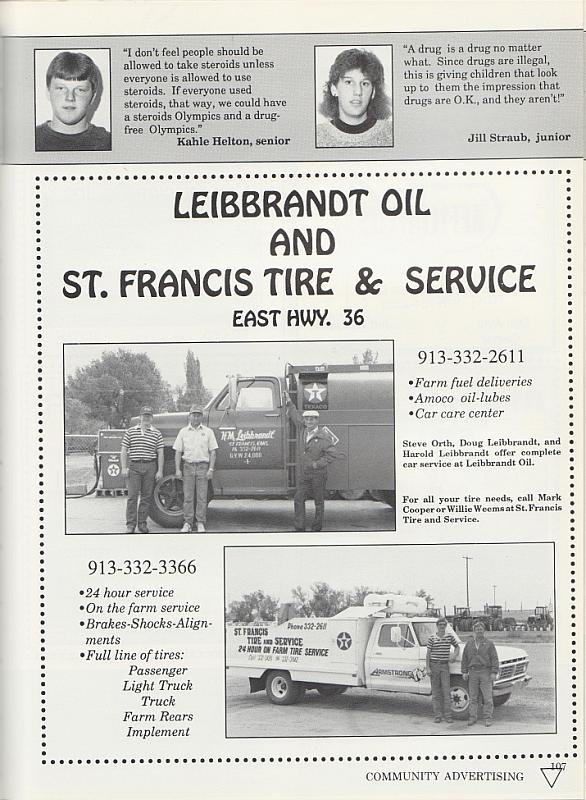 "I don't feel people should be
allowed to take steroids unless
everyone is allowed to use
steroids. If everyone used
steroids, that way, we could have
a steroids Olympics and a drug-
free Olympics."
Kahle Helton, senior
"A drug is a drug no matter
what. Since drugs are illegal,
this is giving children that look
up to them the impression that
drugs are O.K., and they aren't!"
Jill Straub, junior
LEIBBRANDT OIL
AND
ST. FRANCIS TIRE & SERVICE
EAST HWY. 36
W.M. Leibbrandt
ST. FRANCIS, KANS.
PH. 332-2611
G.V.W 24,000
TEXACO
913-332-2611
•Farm fuel deliveries
•Amoco oil-lubes
•Car care center
Steve Orth, Doug Leibbrandt, and
Harold Leibbrandt offer complete
car service at Leibbrandt Oil.
For all your tire needs, call Mark
Cooper or Willie Weems at St. Francis
Tire and Service.
913-332-3366
•24 hour service
•On the farm service
•Brakes-Shocks-Align-
ments
•Full line of tires:
Passenger
Light Truck
Truck
Farm Rears
Implement
Phone 332-2611
ST. FRANCIS
TIRE AND SERVICE
24 HOUR ON FARM TIRE SERVICE
ARMSTRONG
COMMUNITY ADVERTISING
107